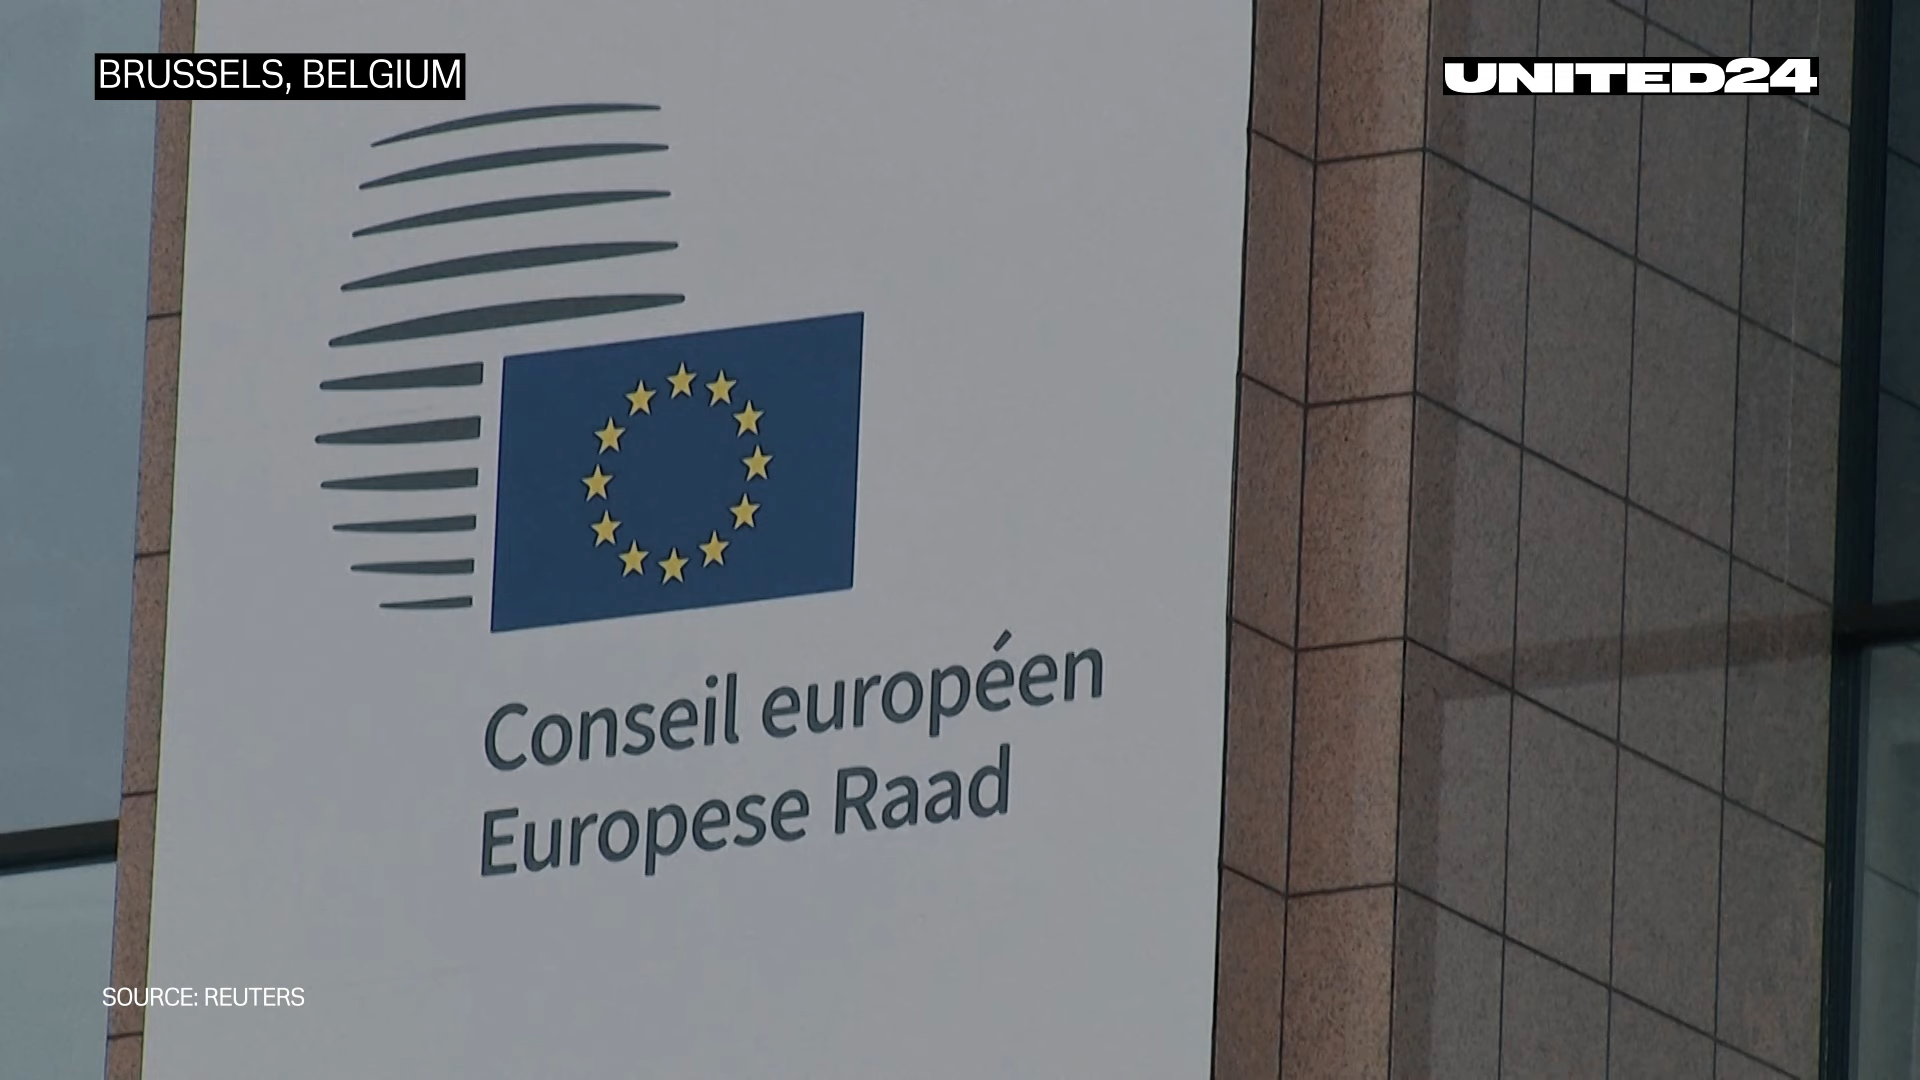 BRUSSELS, BELGIUM
UNITED24
Conseil européen
Europese Raad
SOURCE: REUTERS